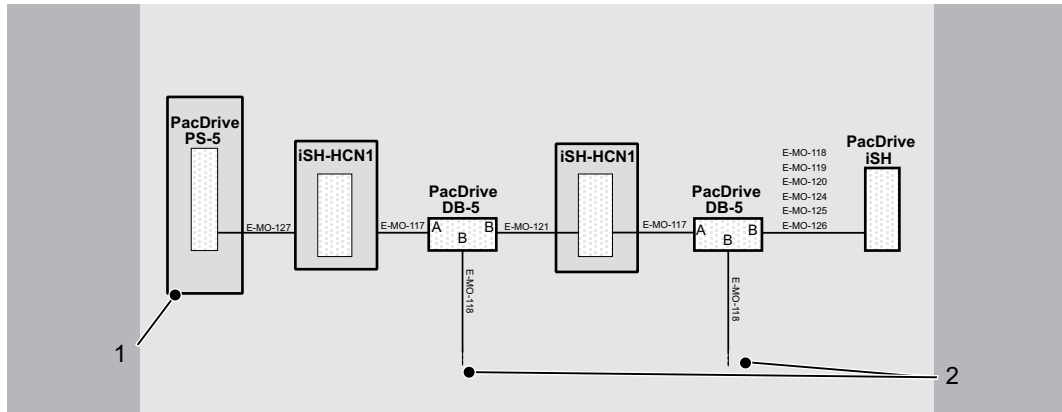 PacDrive
PS-5
iSH-HCN1
PacDrive
DB-5
iSH-HCN1
PacDrive
DB-5
PacDrive
iSH
E-MO-118
E-MO-119
E-MO-120
E-MO-124
E-MO-125
E-MO-126
E-MO-127
E-MO-117
A
B
B
E-MO-121
E-MO-117
A
B
B
E-MO-118
E-MO-118
1
2